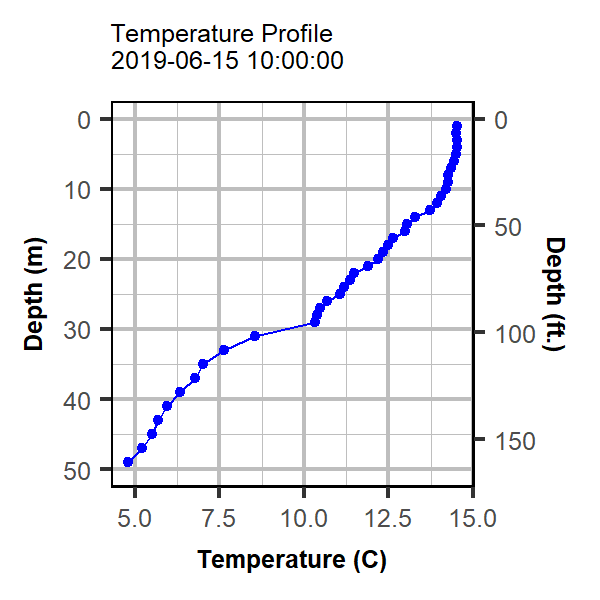 Temperature Profile
2019-06-15 10:00:00
0
10
20
30
40
50
Depth (m)
0
50
100
150
Depth (ft.)
5.0 7.5 10.0 12.5 15.0
Temperature (C)